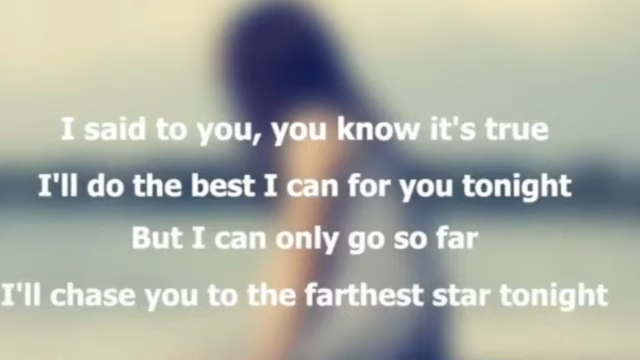 I said to you, you know it's true
I'll do the best I can for you tonight
But I can only go so far
I'll chase you to the farthest star tonight